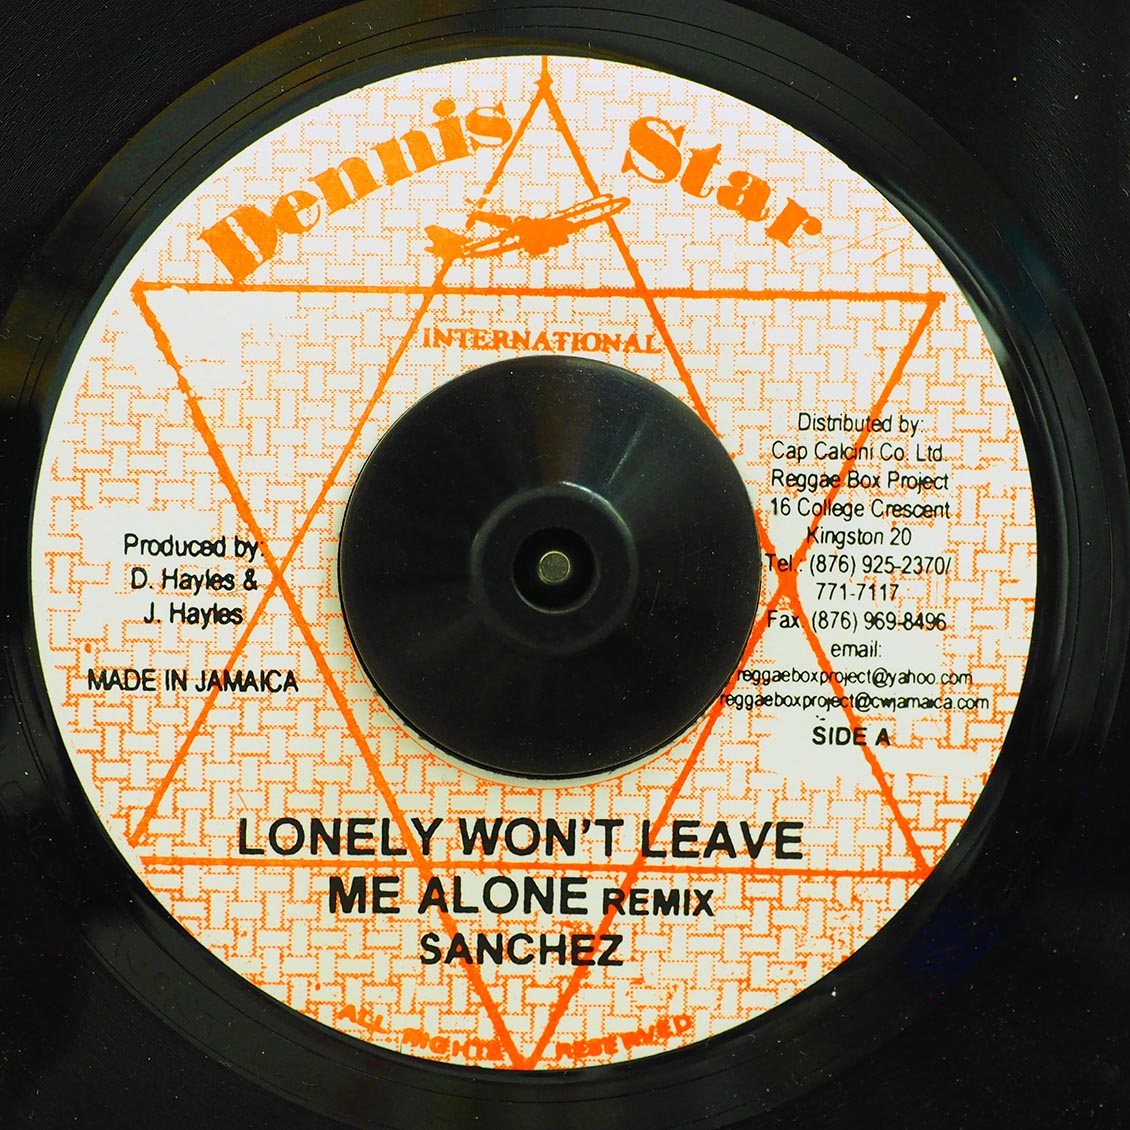 Dennis Star
INTERNATIONAL
Produced by:
D. Hayles &
J. Hayles
MADE IN JAMAICA
Distributed by:
Cap Calcini Co. Ltd.
Reggae Box Project
16 College Crescent
Kingston 20
Tel.: (876) 925-2370/
771-7117
Fax. (876) 969-8496
email:
reggaeboxproject@yahoo.com
reggaeboxproject@cwjamaica.com
SIDE A
LONELY WON'T LEAVE
ME ALONE REMIX
SANCHEZ
ALL RIGHTS RESERVED